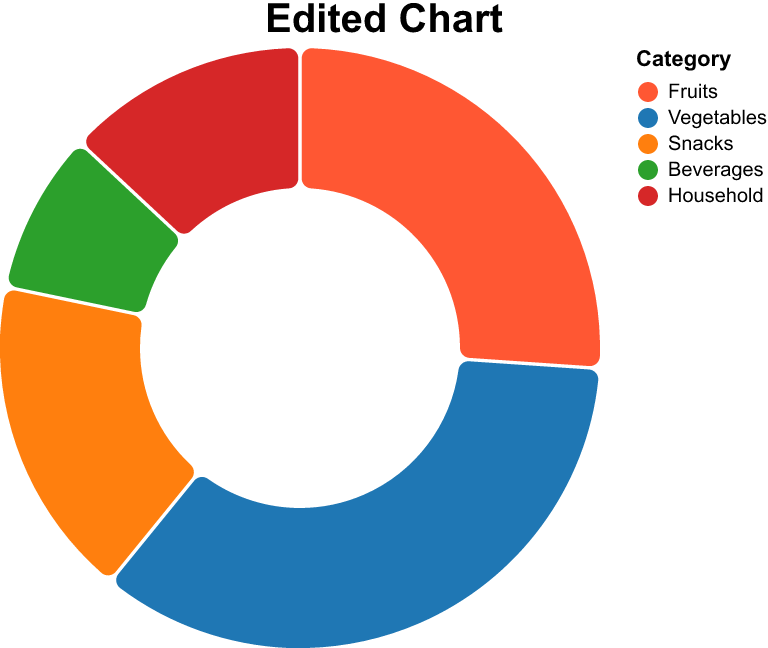 Edited Chart
Category
Fruits
Vegetables
Snacks
Beverages
Household